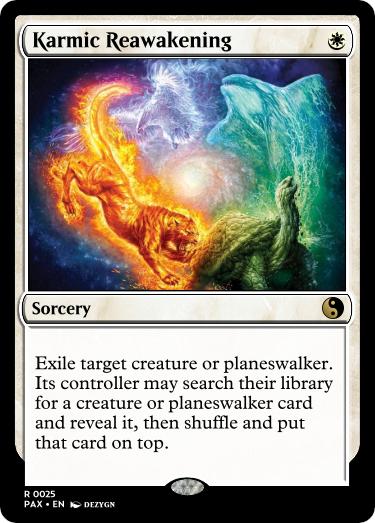 Karmic Reawakening
Sorcery
Exile target creature or planeswalker.
Its controller may search their library
for a creature or planeswalker card
and reveal it, then shuffle and put
that card on top.
R 0025
PAX • EN DEZYGN